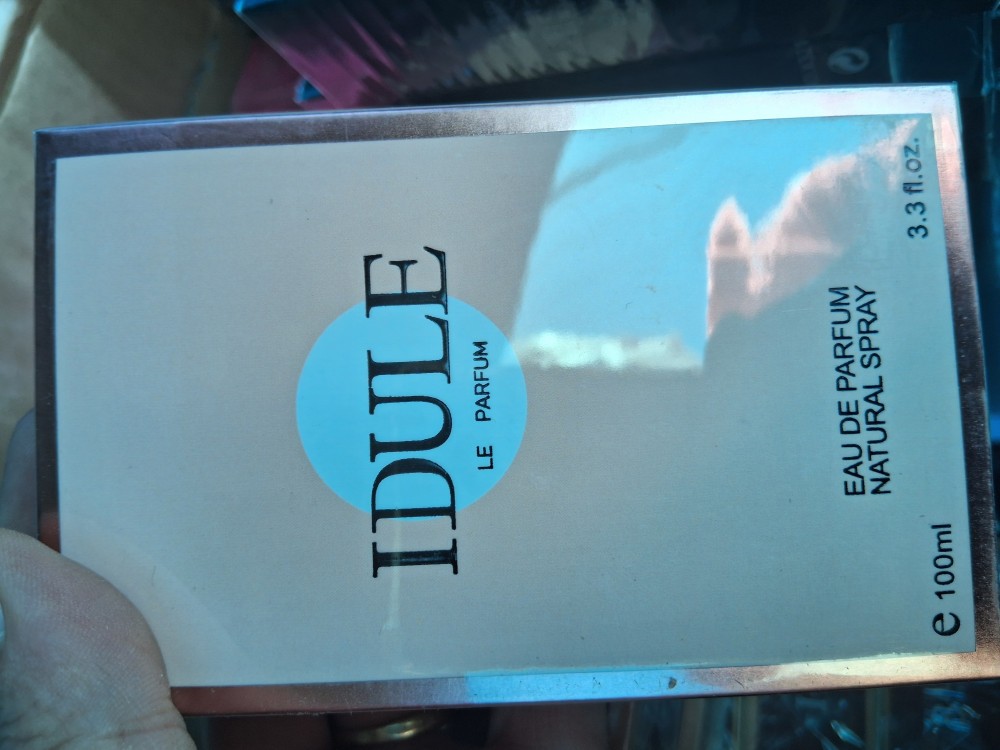 IDULE
LE PARFUM
EAU DE PARFUM
NATURAL SPRAY
e 100ml
3.3 fl.oz.